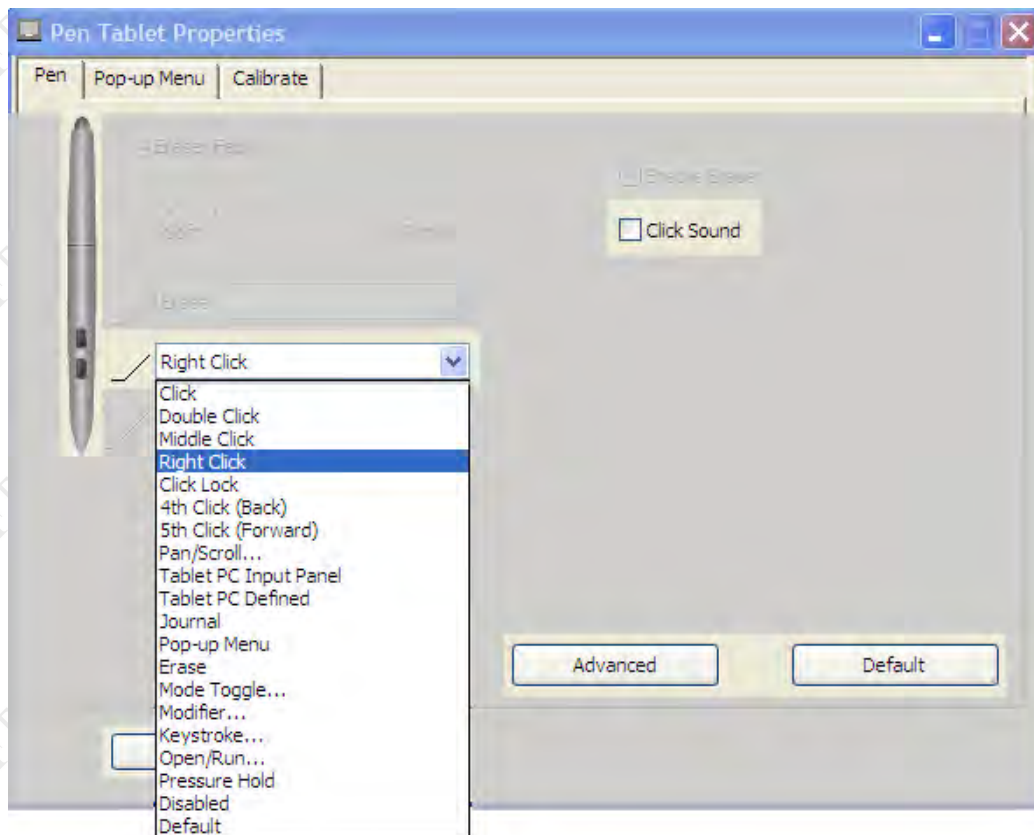 Pen Tablet Properties
Pen Pop-up Menu Calibrate
Click Sound
Right Click
Click
Double Click
Middle Click
Right Click
Click Lock
4th Click (Back)
5th Click (Forward)
Pan/Scroll...
Tablet PC Input Panel
Tablet PC Defined
Journal
Pop-up Menu
Erase
Mode Toggle...
Modifier...
Keystroke...
Open/Run...
Pressure Hold
Disabled
Default
Advanced Default